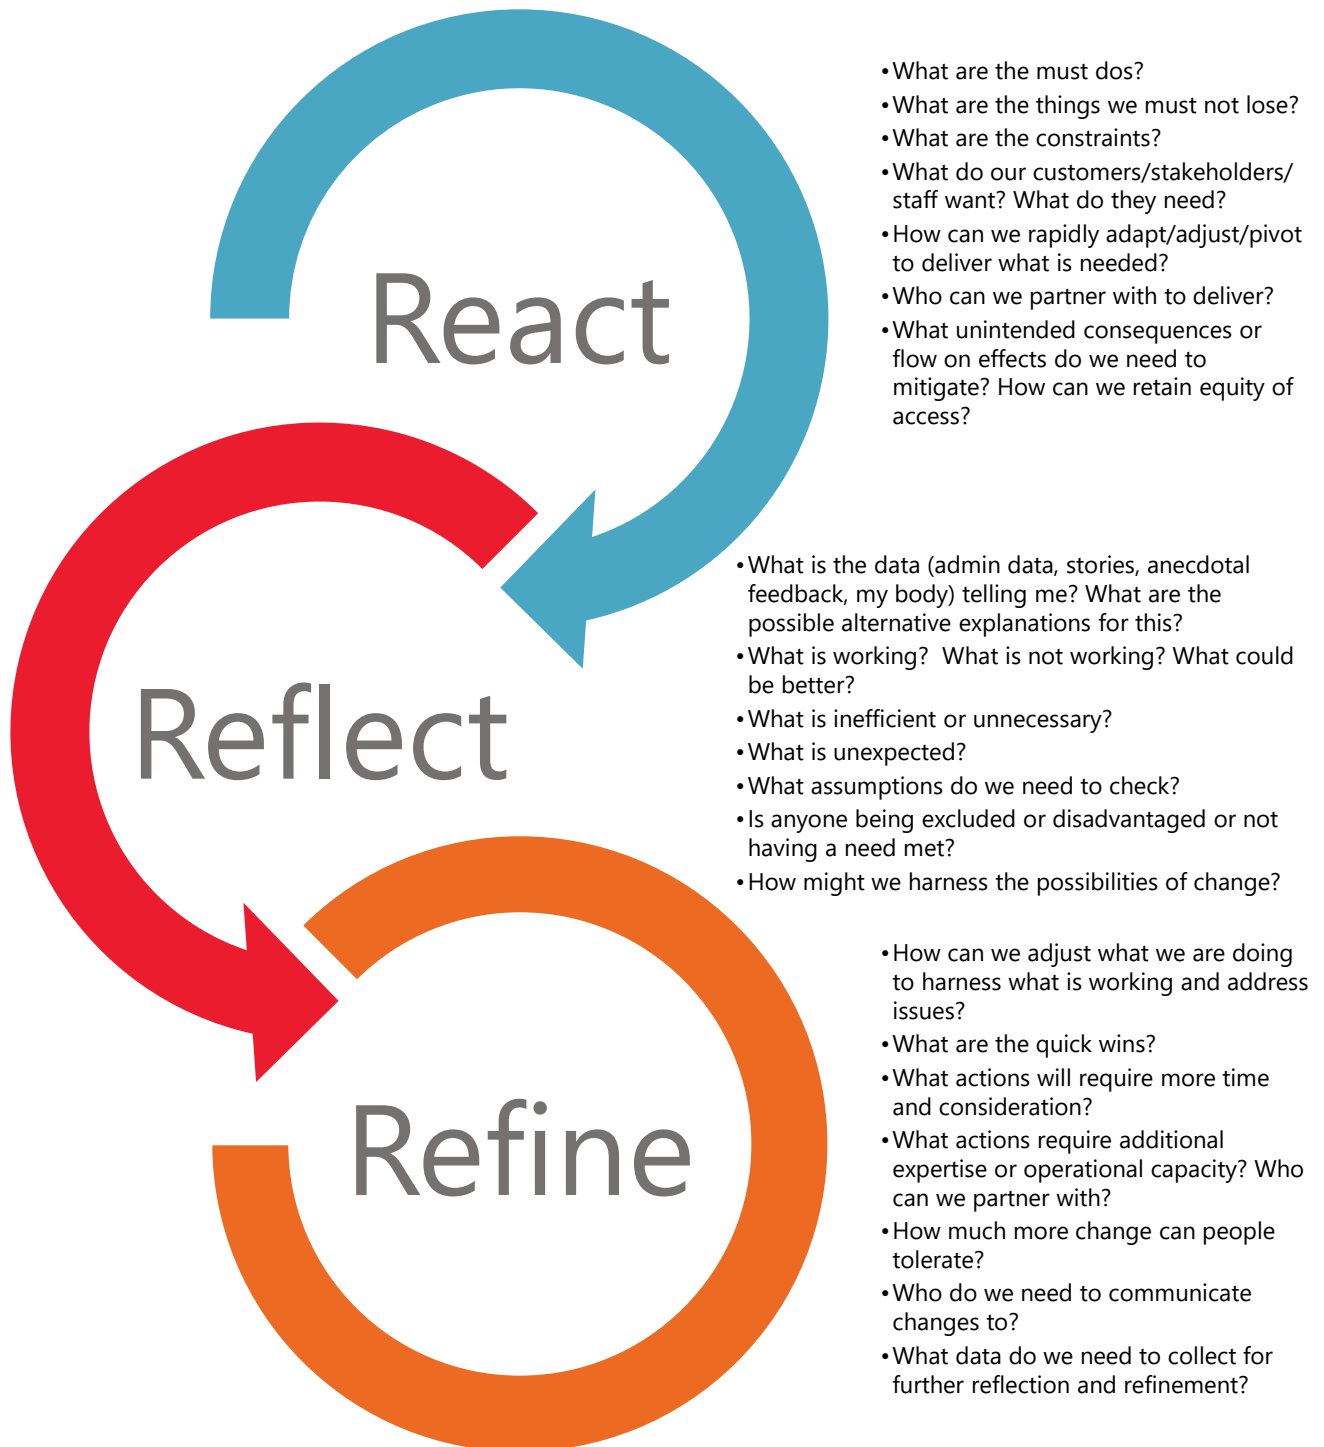 React
•What are the must dos?
•What are the things we must not lose?
•What are the constraints?
•What do our customers/stakeholders/
staff want? What do they need?
•How can we rapidly adapt/adjust/pivot
to deliver what is needed?
•Who can we partner with to deliver?
•What unintended consequences or
flow on effects do we need to
mitigate? How can we retain equity of
access?
Reflect
•What is the data (admin data, stories, anecdotal
feedback, my body) telling me? What are the
possible alternative explanations for this?
•What is working?  What is not working? What could
be better?
•What is inefficient or unnecessary?
•What is unexpected?
•What assumptions do we need to check?
•Is anyone being excluded or disadvantaged or not
having a need met?
•How might we harness the possibilities of change?
Refine
•How can we adjust what we are doing
to harness what is working and address
issues?
•What are the quick wins?
•What actions will require more time
and consideration?
•What actions require additional
expertise or operational capacity? Who
can we partner with?
•How much more change can people
tolerate?
•Who do we need to communicate
changes to?
•What data do we need to collect for
further reflection and refinement?